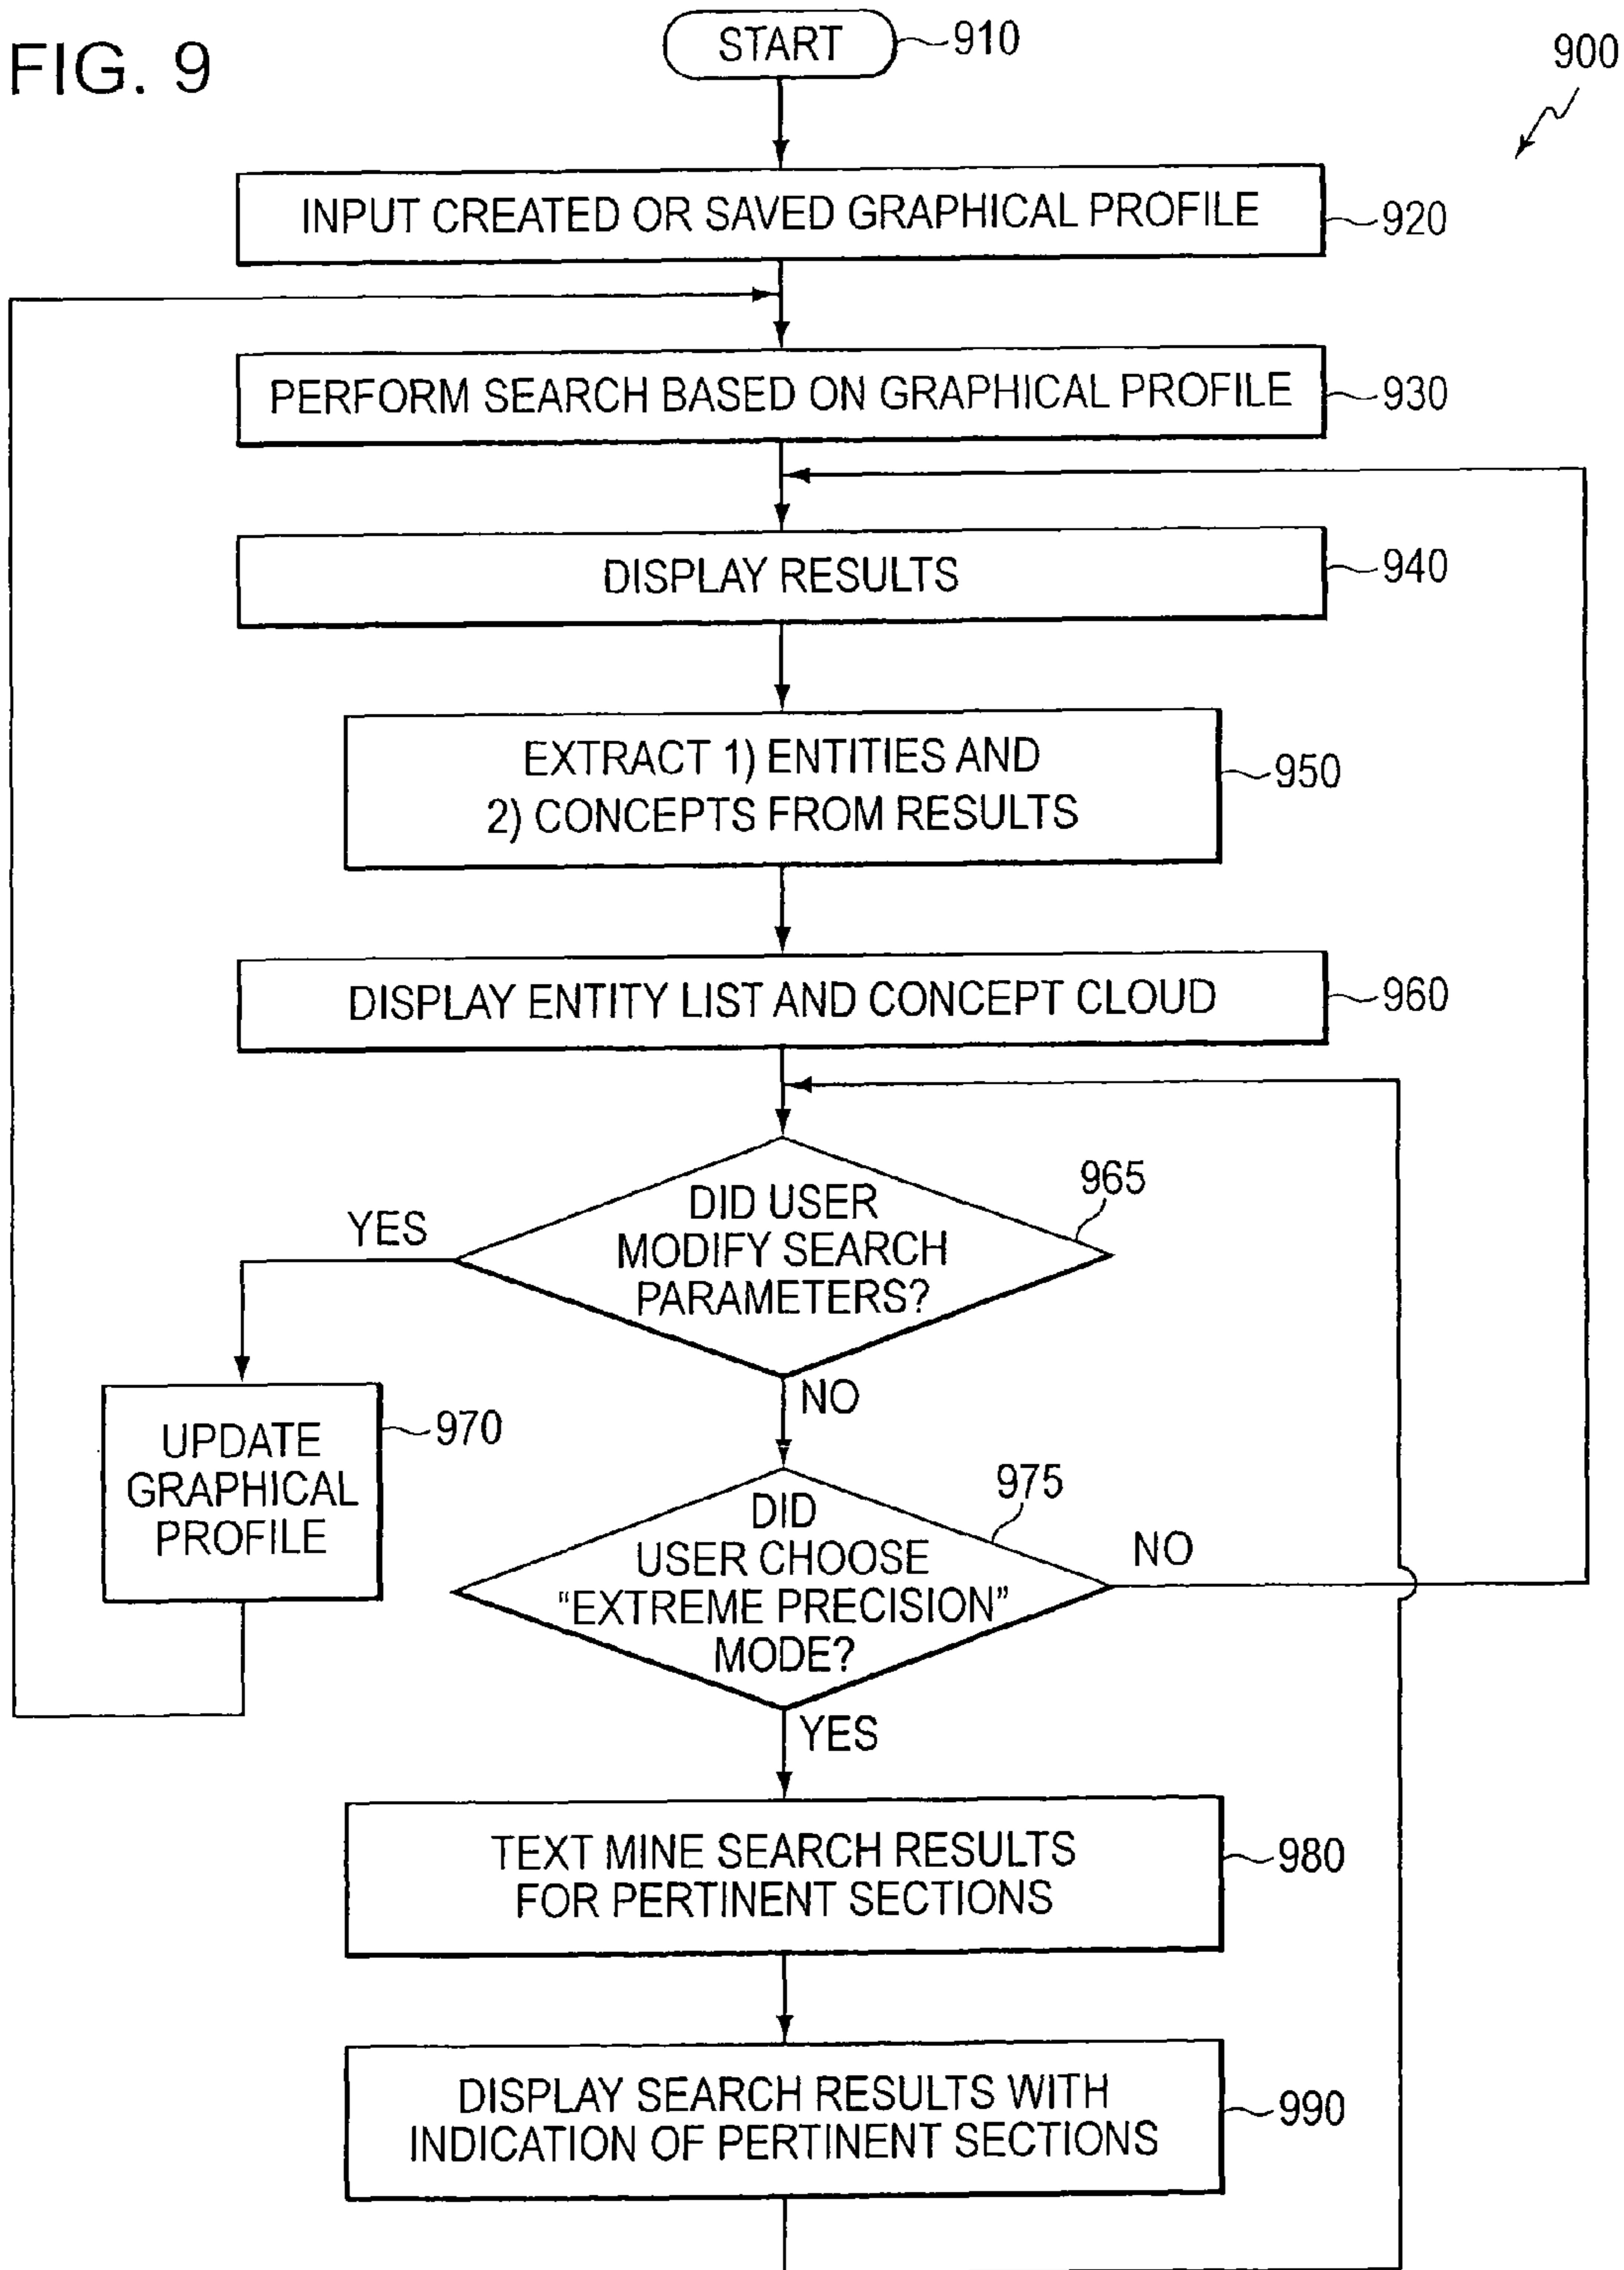 FIG. 9
START
910
900
INPUT CREATED OR SAVED GRAPHICAL PROFILE
920
PERFORM SEARCH BASED ON GRAPHICAL PROFILE
930
DISPLAY RESULTS
940
EXTRACT 1) ENTITIES AND
2) CONCEPTS FROM RESULTS
950
DISPLAY ENTITY LIST AND CONCEPT CLOUD
960
DID USER
MODIFY SEARCH
PARAMETERS?
965
YES
NO
UPDATE
GRAPHICAL
PROFILE
970
DID
USER CHOOSE
“EXTREME PRECISION”
MODE?
975
NO
YES
TEXT MINE SEARCH RESULTS
FOR PERTINENT SECTIONS
980
DISPLAY SEARCH RESULTS WITH
INDICATION OF PERTINENT SECTIONS
990